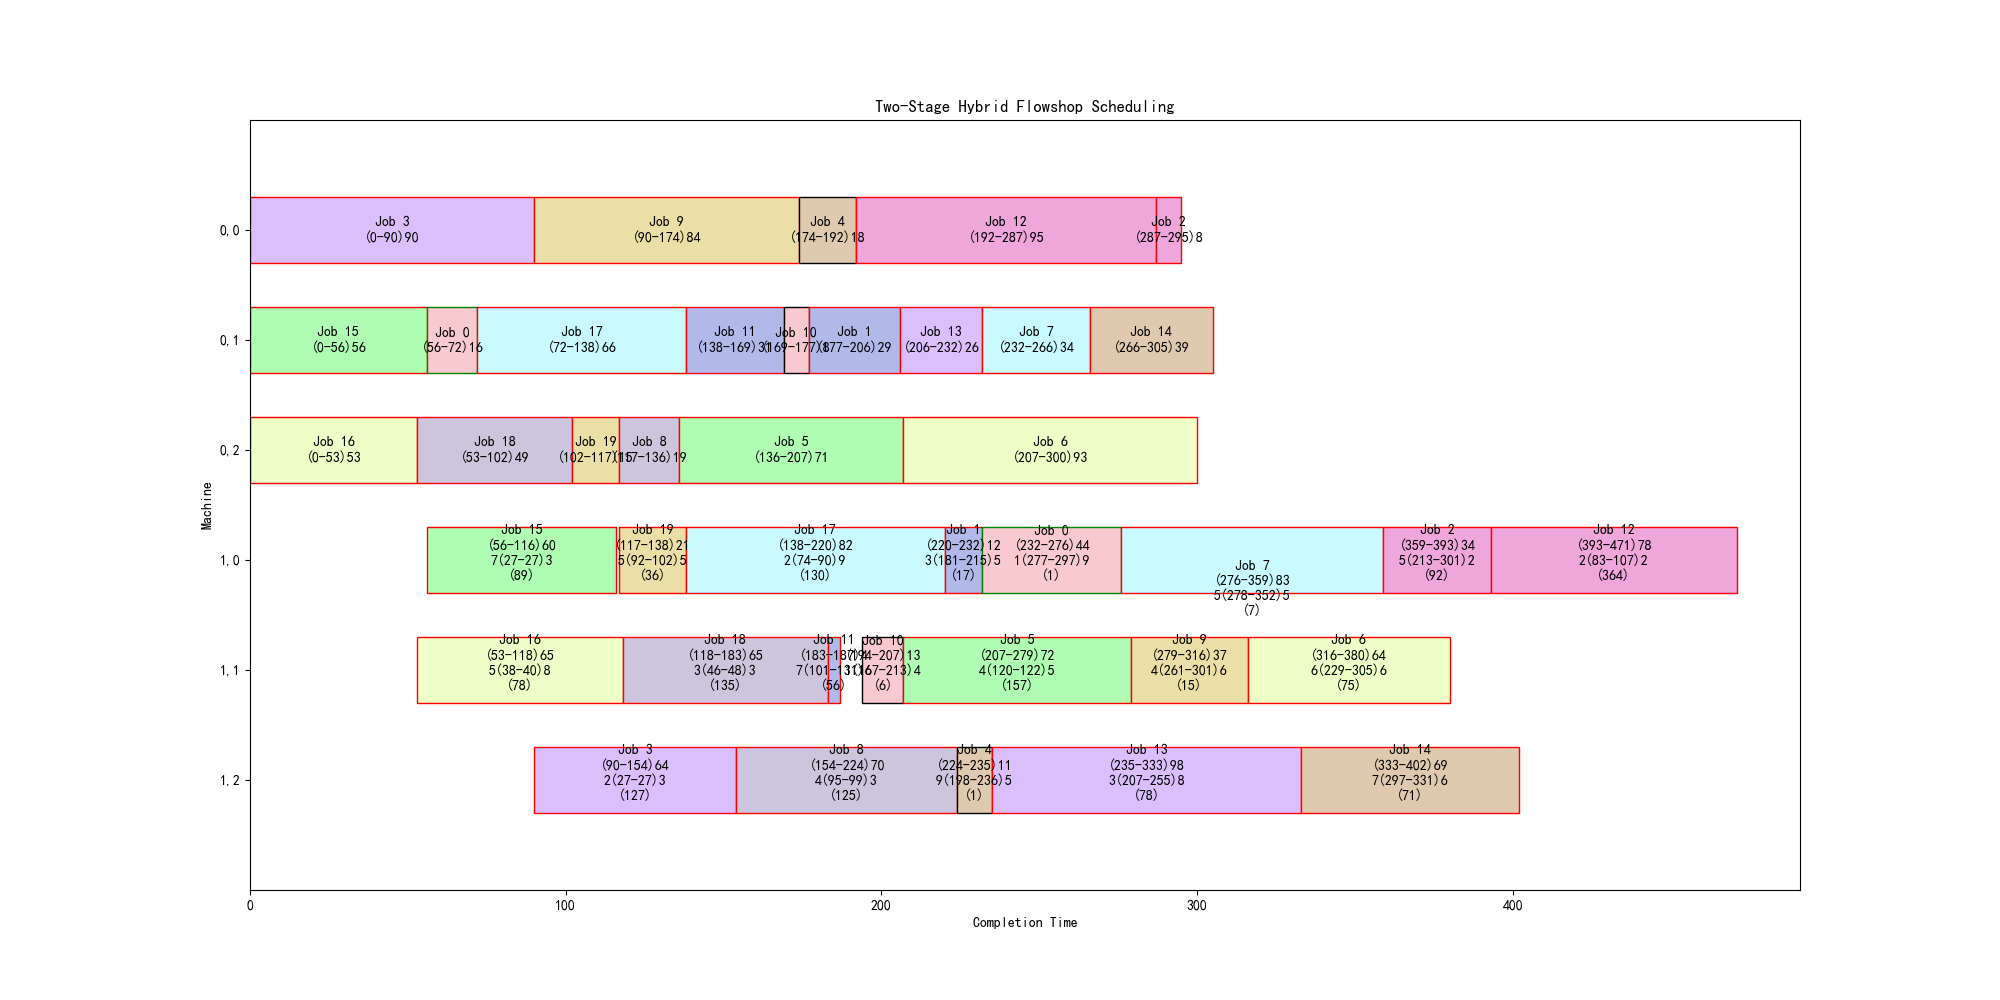 Two-Stage Hybrid Flowshop Scheduling
Machine
0,0
Job 3
(0-90)90
Job 9
(90-174)84
Job 4
(174-192)18
Job 12
(192-287)95
Job 2
(287-295)8
0,1
Job 15
(0-56)56
Job 0
(56-72)16
Job 17
(72-138)66
Job 11
(138-169)31
Job 10
(169-177)8
Job 1
(177-206)29
Job 13
(206-232)26
Job 7
(232-266)34
Job 14
(266-305)39
0,2
Job 16
(0-53)53
Job 18
(53-102)49
Job 19
(102-117)15
Job 8
(117-136)19
Job 5
(136-207)71
Job 6
(207-300)93
1,0
Job 15
(56-116)60
7(27-27)3
(89)
Job 19
(117-138)21
5(92-102)5
(36)
Job 17
(138-220)82
2(74-90)9
(130)
Job 1
(220-232)12
3(181-215)5
(17)
Job 0
(232-276)44
1(277-297)9
(1)
Job 7
(276-359)83
5(278-352)5
(7)
Job 2
(359-393)34
5(213-301)2
(92)
Job 12
(393-471)78
2(83-107)2
(364)
1,1
Job 16
(53-118)65
5(38-40)8
(78)
Job 18
(118-183)65
3(46-48)3
(135)
Job 11
(183-187)4
7(101-131)6
(56)
Job 10
(194-207)13
(6)
Job 5
(207-279)72
4(120-122)5
(157)
Job 9
(279-316)37
4(261-301)6
(15)
Job 6
(316-380)64
6(229-305)6
(75)
1,2
Job 3
(90-154)64
2(27-27)3
(127)
Job 8
(154-224)70
4(95-99)3
(125)
Job 4
(224-235)11
9(198-236)5
(1)
Job 13
(235-333)98
3(207-255)8
(78)
Job 14
(333-402)69
7(297-331)6
(71)
0
100
200
300
400
Completion Time